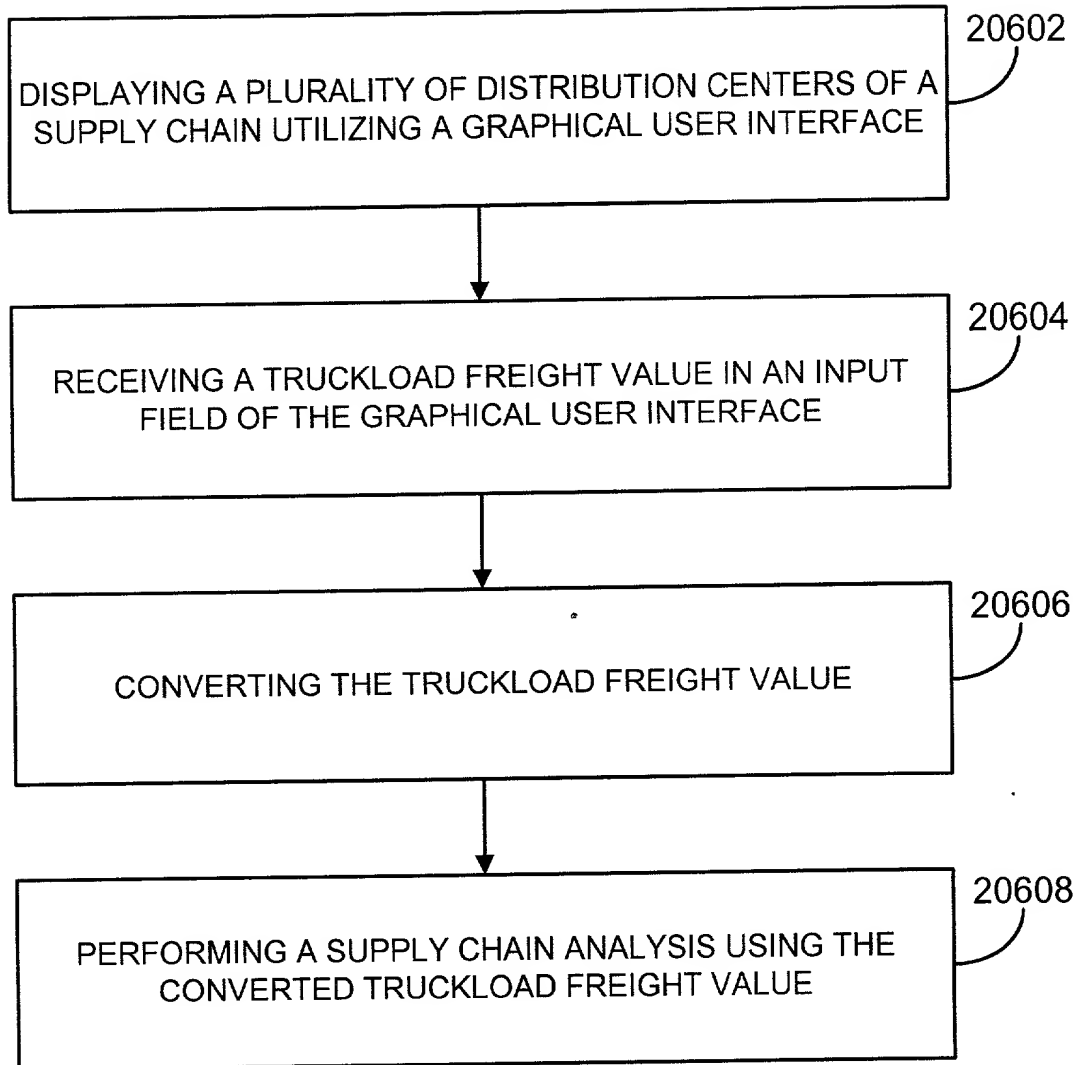 20602
DISPLAYING A PLURALITY OF DISTRIBUTION CENTERS OF A
SUPPLY CHAIN UTILIZING A GRAPHICAL USER INTERFACE
20604
RECEIVING A TRUCKLOAD FREIGHT VALUE IN AN INPUT
FIELD OF THE GRAPHICAL USER INTERFACE
20606
CONVERTING THE TRUCKLOAD FREIGHT VALUE
20608
PERFORMING A SUPPLY CHAIN ANALYSIS USING THE
CONVERTED TRUCKLOAD FREIGHT VALUE